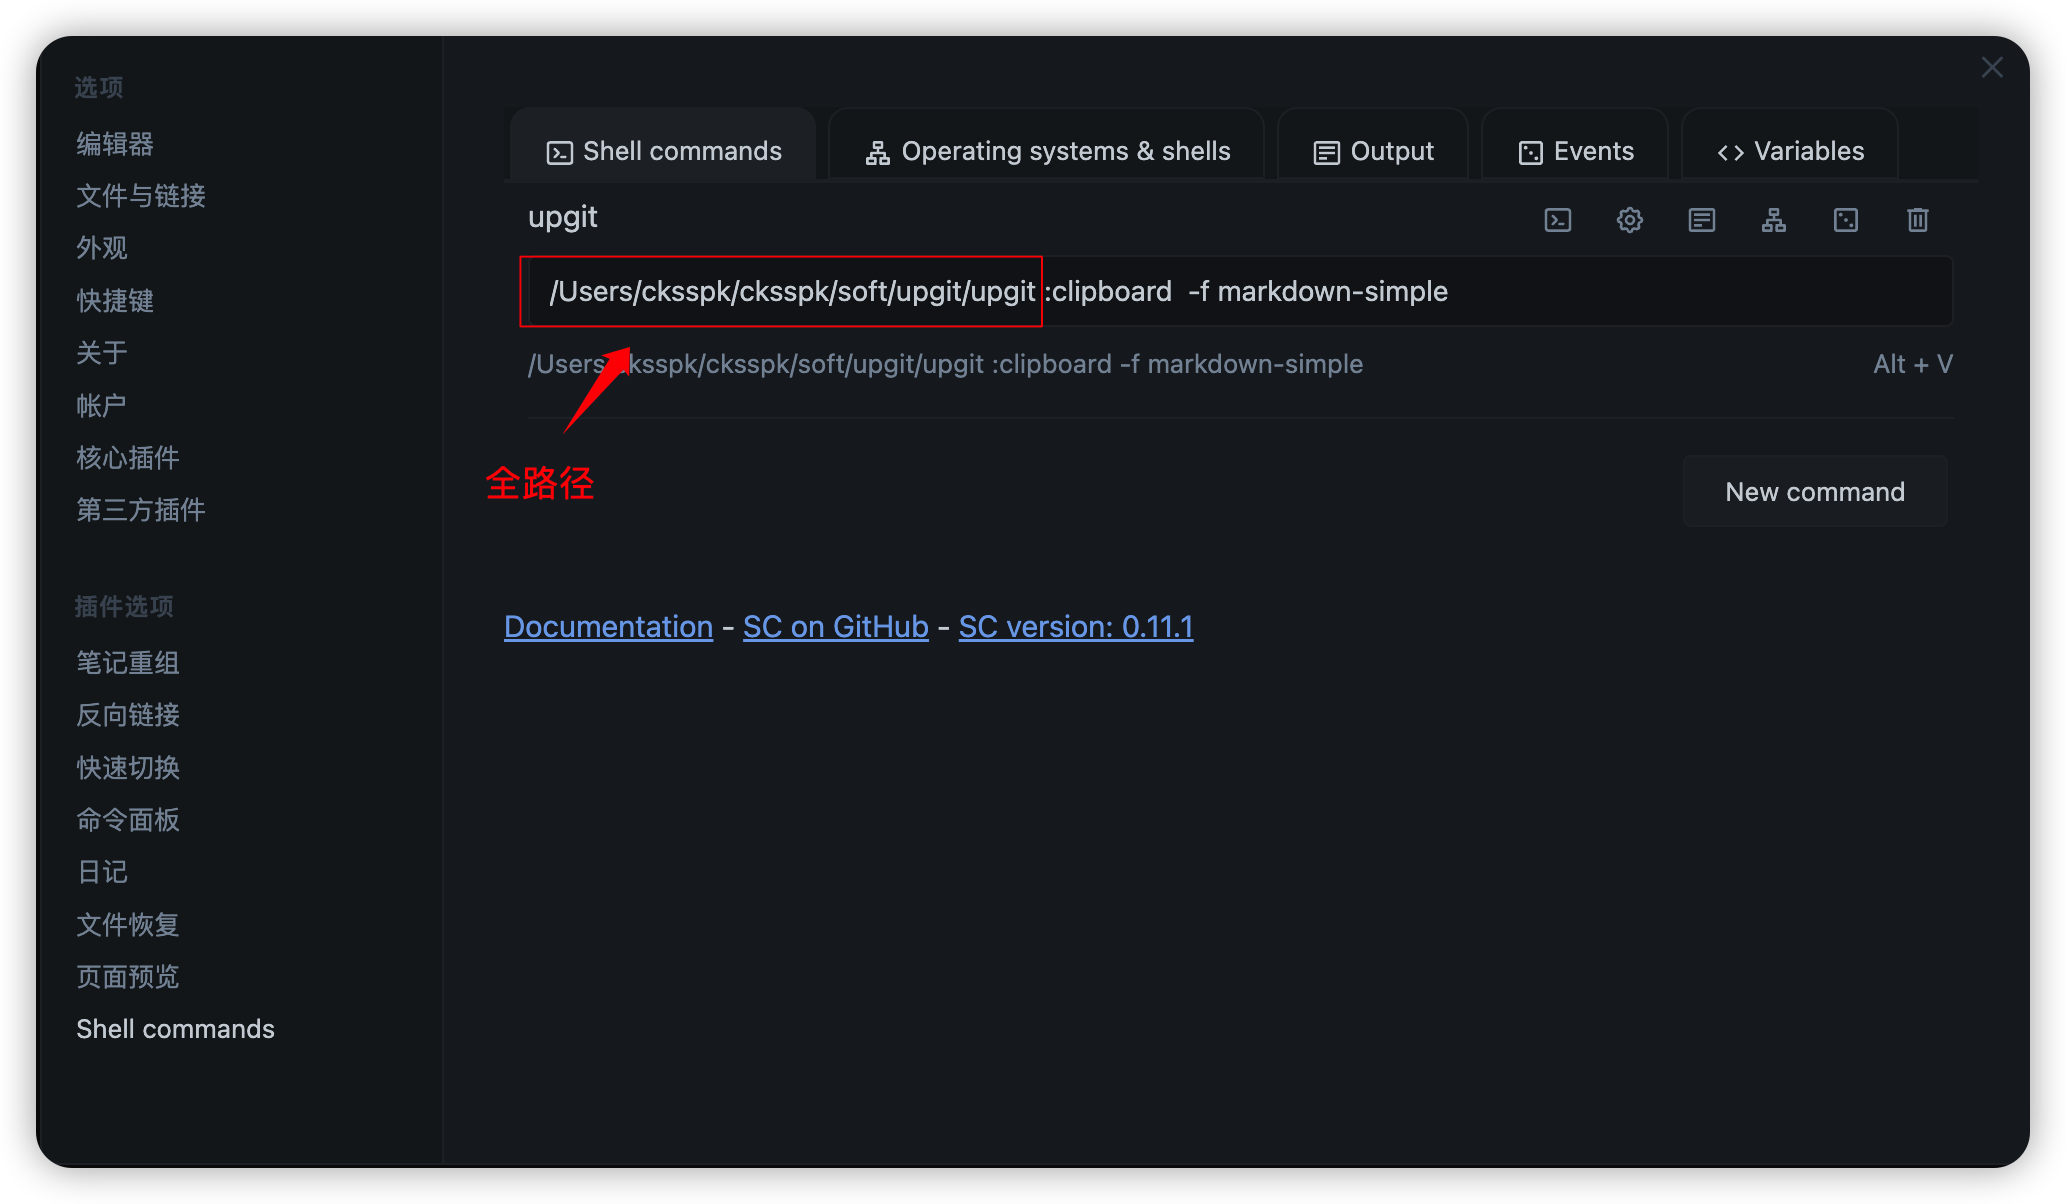 选项
编辑器
文件与链接
外观
快捷键
关于
帐户
核心插件
第三方插件
插件选项
笔记重组
反向链接
快速切换
命令面板
日记
文件恢复
页面预览
Shell commands
Shell commands
Operating systems & shells
Output
Events
Variables
upgit
/Users/cksspk/cksspk/soft/upgit/upgit :clipboard  -f markdown-simple
/Users/cksspk/cksspk/soft/upgit/upgit :clipboard -f markdown-simple
Alt + V
全路径
New command
Documentation - SC on GitHub - SC version: 0.11.1